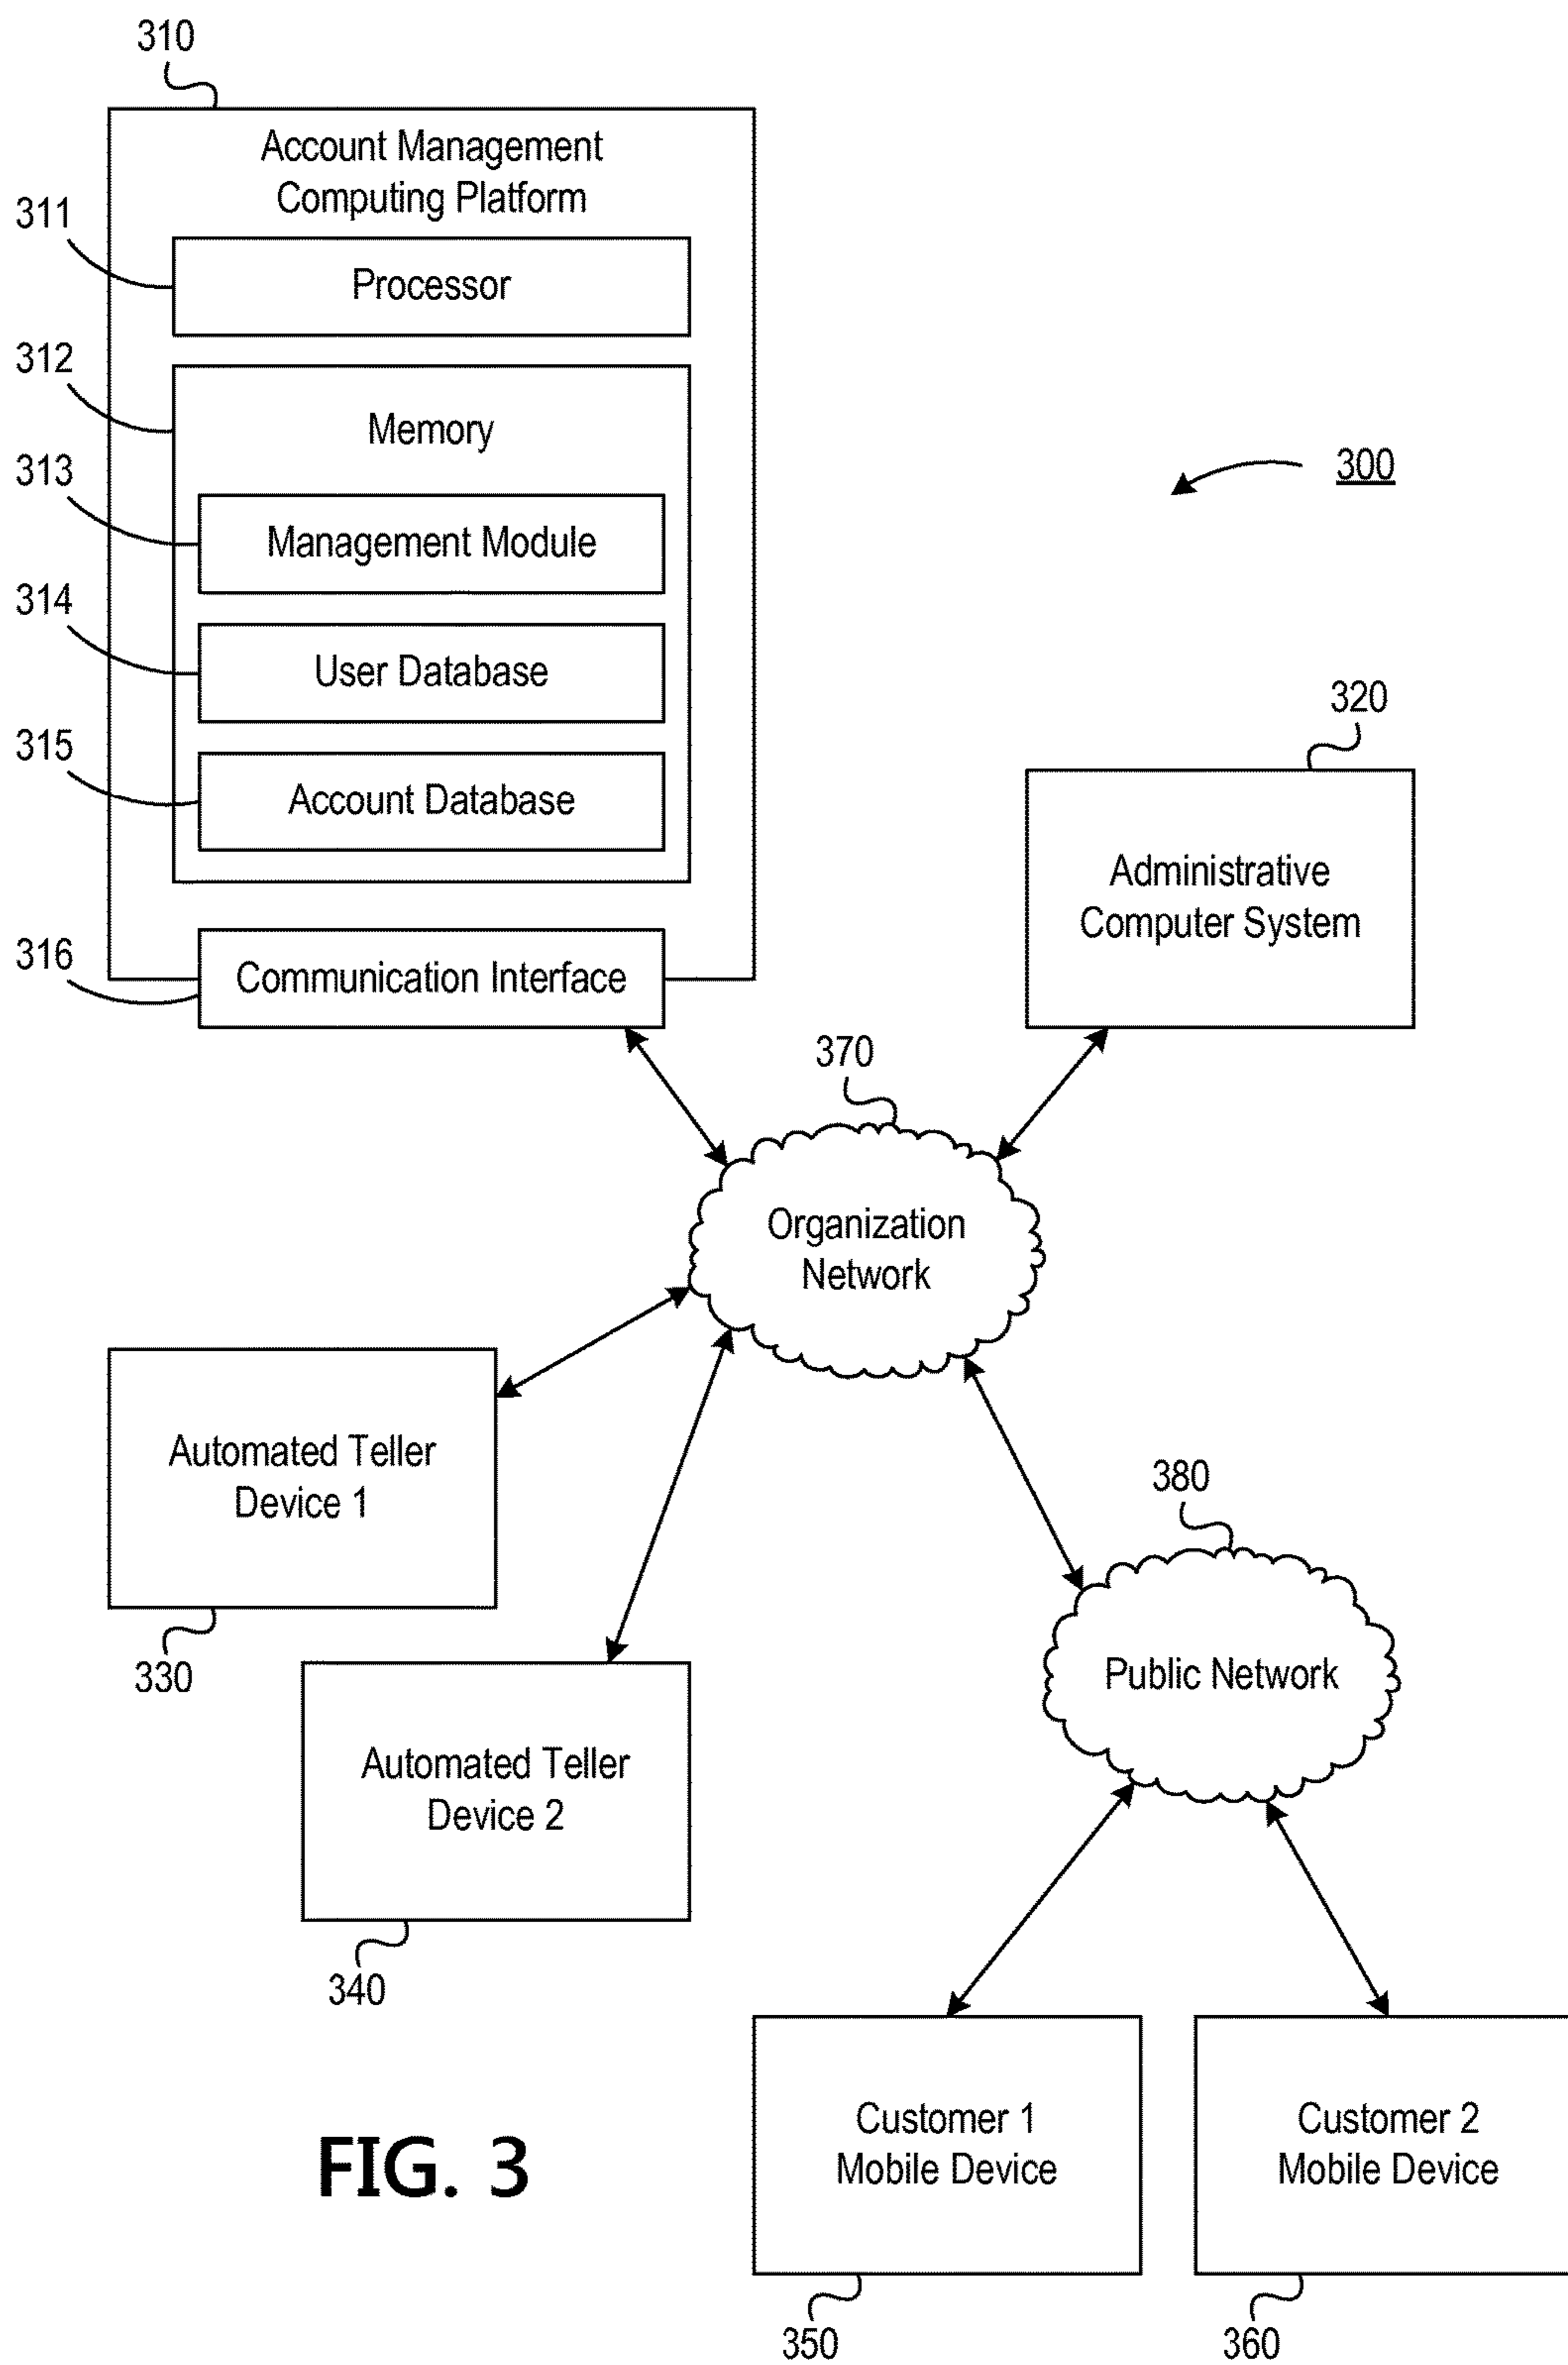 310
Account Management
Computing Platform
311
Processor
312
Memory
313
Management Module
300
314
User Database
315
Account Database
320
Administrative
Computer System
316
Communication Interface
370
Organization
Network
Automated Teller
Device 1
330
380
Public Network
Automated Teller
Device 2
340
Customer 1
Mobile Device
Customer 2
Mobile Device
FIG. 3
350
360